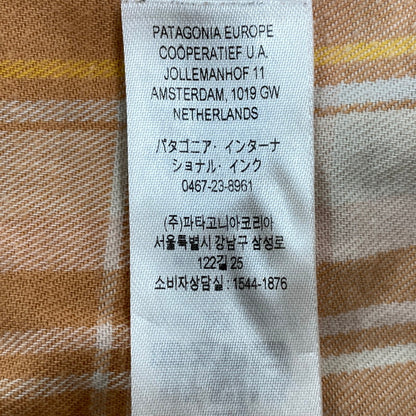 PATAGONIA EUROPE
COÖPERATIEF U.A.
JOLLEMANHOF 11
AMSTERDAM, 1019 GW
NETHERLANDS
パタゴニア・インターナ
ショナル・インク
0467-23-8961
(주)파타고니아코리아
서울특별시 강남구 삼성로
122길 25
소비자상담실 : 1544-1876